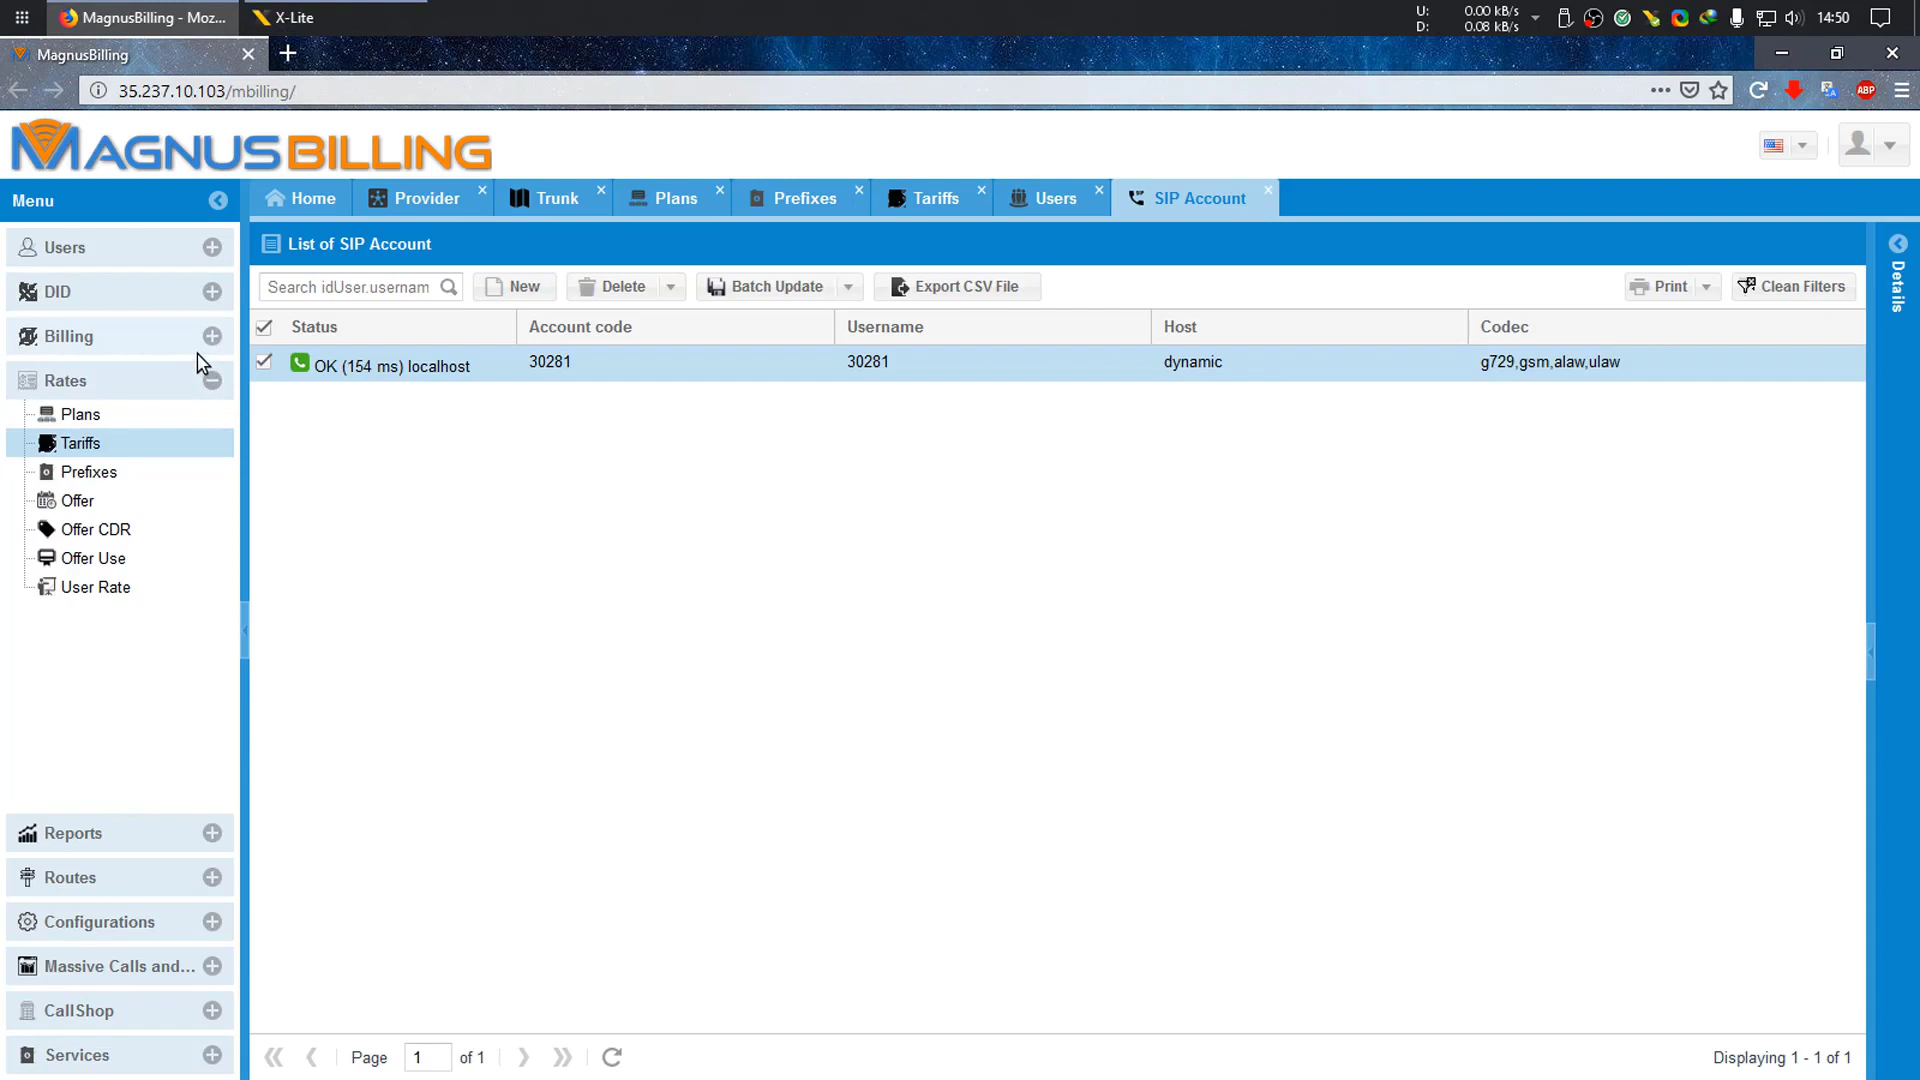 MagnusBilling - Moz...
X-Lite
U: 0.00 kB/s
D: 0.08 kB/s
14:50
MagnusBilling
35.237.10.103/mbilling/
ABP
MAGNUSBILLING
Menu
Home
Provider
Trunk
Plans
Prefixes
Tariffs
Users
SIP Account
Users
DID
Billing
Rates
Plans
Tariffs
Prefixes
Offer
Offer CDR
Offer Use
User Rate
Reports
Routes
Configurations
Massive Calls and...
CallShop
Services
List of SIP Account
Search idUser.usernam
New
Delete
Batch Update
Export CSV File
Print
Clean Filters
Status
Account code
Username
Host
Codec
OK (154 ms) localhost
30281
30281
dynamic
g729,gsm,alaw,ulaw
Page 1 of 1
Displaying 1 - 1 of 1
Details